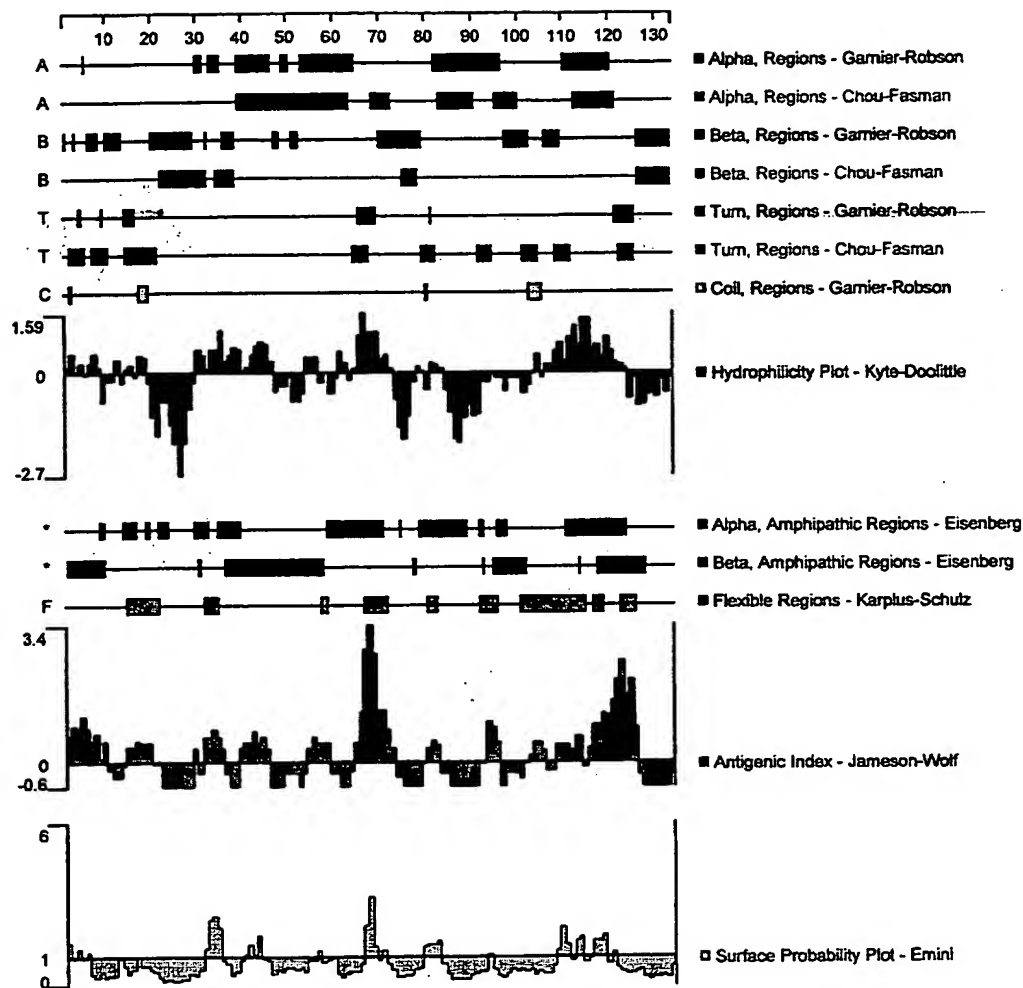 10 20 30 40 50 60 70 80 90 100 110 120 130
A Alpha, Regions - Garnier-Robson
A Alpha, Regions - Chou-Fasman
B Beta, Regions - Garnier-Robson
B Beta, Regions - Chou-Fasman
T Turn, Regions - Garnier-Robson
T Turn, Regions - Chou-Fasman
C Coil, Regions - Garnier-Robson
1.59
0 Hydrophilicity Plot - Kyte-Doolittle
-2.7
* Alpha, Amphipathic Regions - Eisenberg
* Beta, Amphipathic Regions - Eisenberg
F Flexible Regions - Karplus-Schulz
3.4
0
-0.6 Antigenic Index - Jameson-Wolf
6
1 Surface Probability Plot - Emini
0